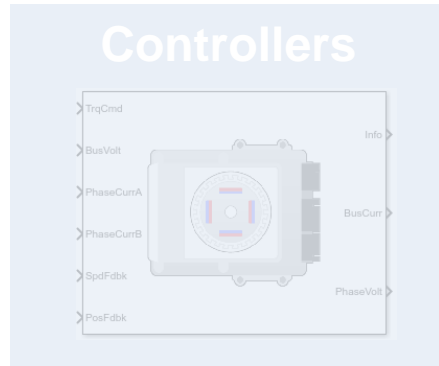 Controllers
TrqCmd
BusVolt
PhaseCurrA
PhaseCurrB
SpdFdbk
PosFdbk
Info
BusCurr
PhaseVolt